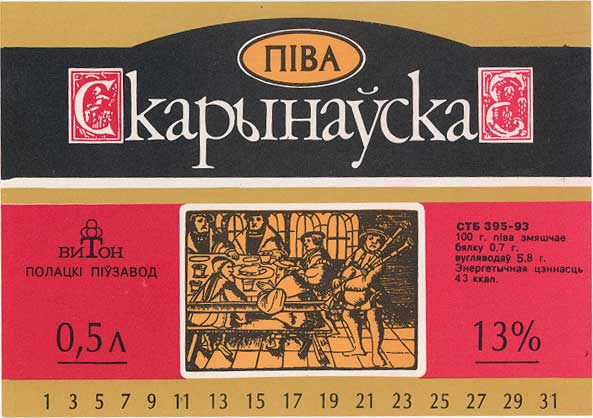 ПІВА
Скарынаўскае
ВИТОН
ПОЛАЦКІ ПІЎЗАВОД
0,5 л
СТБ 395-93
100 г. піва змяшчае
бялку 0,7 г.
вугляводаў 5,8 г.
Энергетычная цэннасць
43 ккал.
13%
1 3 5 7 9 11 13 15 17 19 21 23 25 27 29 31